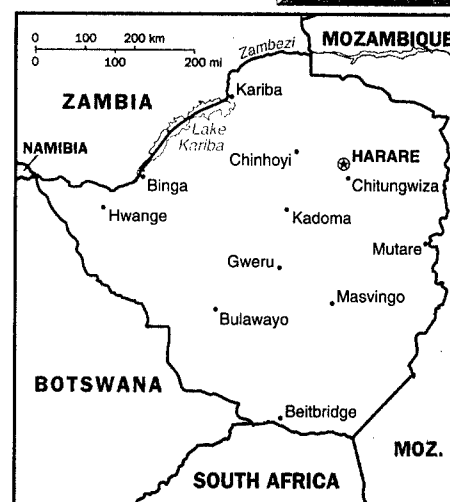 0 100 200 km
0 100 200 mi
Zambezi
MOZAMBIQUE
ZAMBIA
Kariba
Lake
Kariba
Chinhoyi
HARARE
NAMIBIA
Binga
Chitungwiza
Hwange
Kadoma
Mutare
Gweru
Masvingo
Bulawayo
BOTSWANA
Beitbridge
MOZ.
SOUTH AFRICA